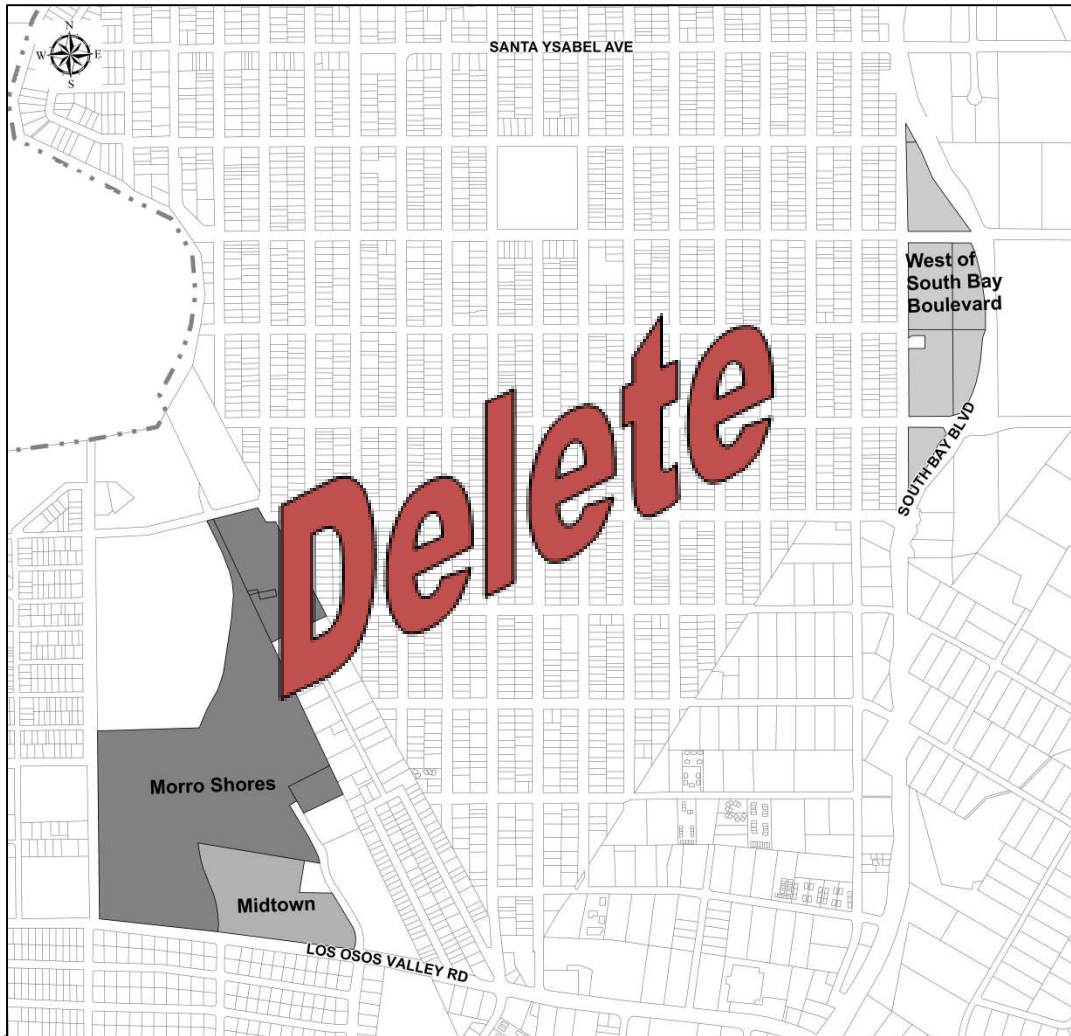 N
W E
S
SANTA YSABEL AVE
West of
South Bay
Boulevard
SOUTH BAY BLVD
Delete
Morro Shores
Midtown
LOS OSOS VALLEY RD